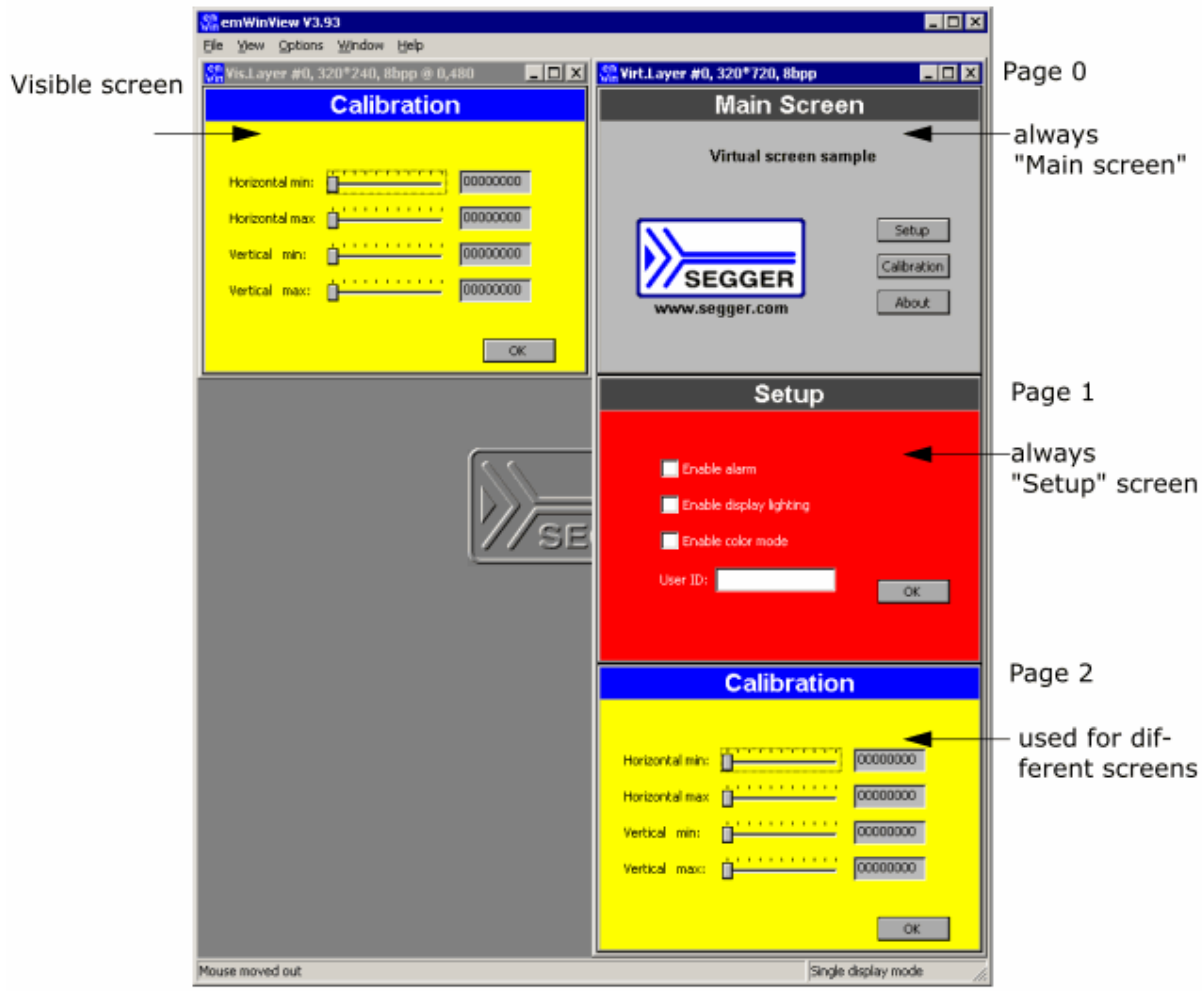 emWinView V3.93
File View Options Window Help
Visible screen
Vis.Layer #0, 320*240, 8bpp @ 0,480
Calibration
Horizontal min: 00000000
Horizontal max 00000000
Vertical min: 00000000
Vertical max: 00000000
OK
SE
Virt.Layer #0, 320*720, 8bpp
Main Screen
Virtual screen sample
SEGGER
www.segger.com
Setup
Calibration
About
Page 0
always
"Main screen"
Setup
Enable alarm
Enable display lighting
Enable color mode
User ID:
OK
Page 1
always
"Setup" screen
Calibration
Horizontal min: 00000000
Horizontal max 00000000
Vertical min: 00000000
Vertical max: 00000000
OK
Page 2
used for dif-
ferent screens
Mouse moved out
Single display mode